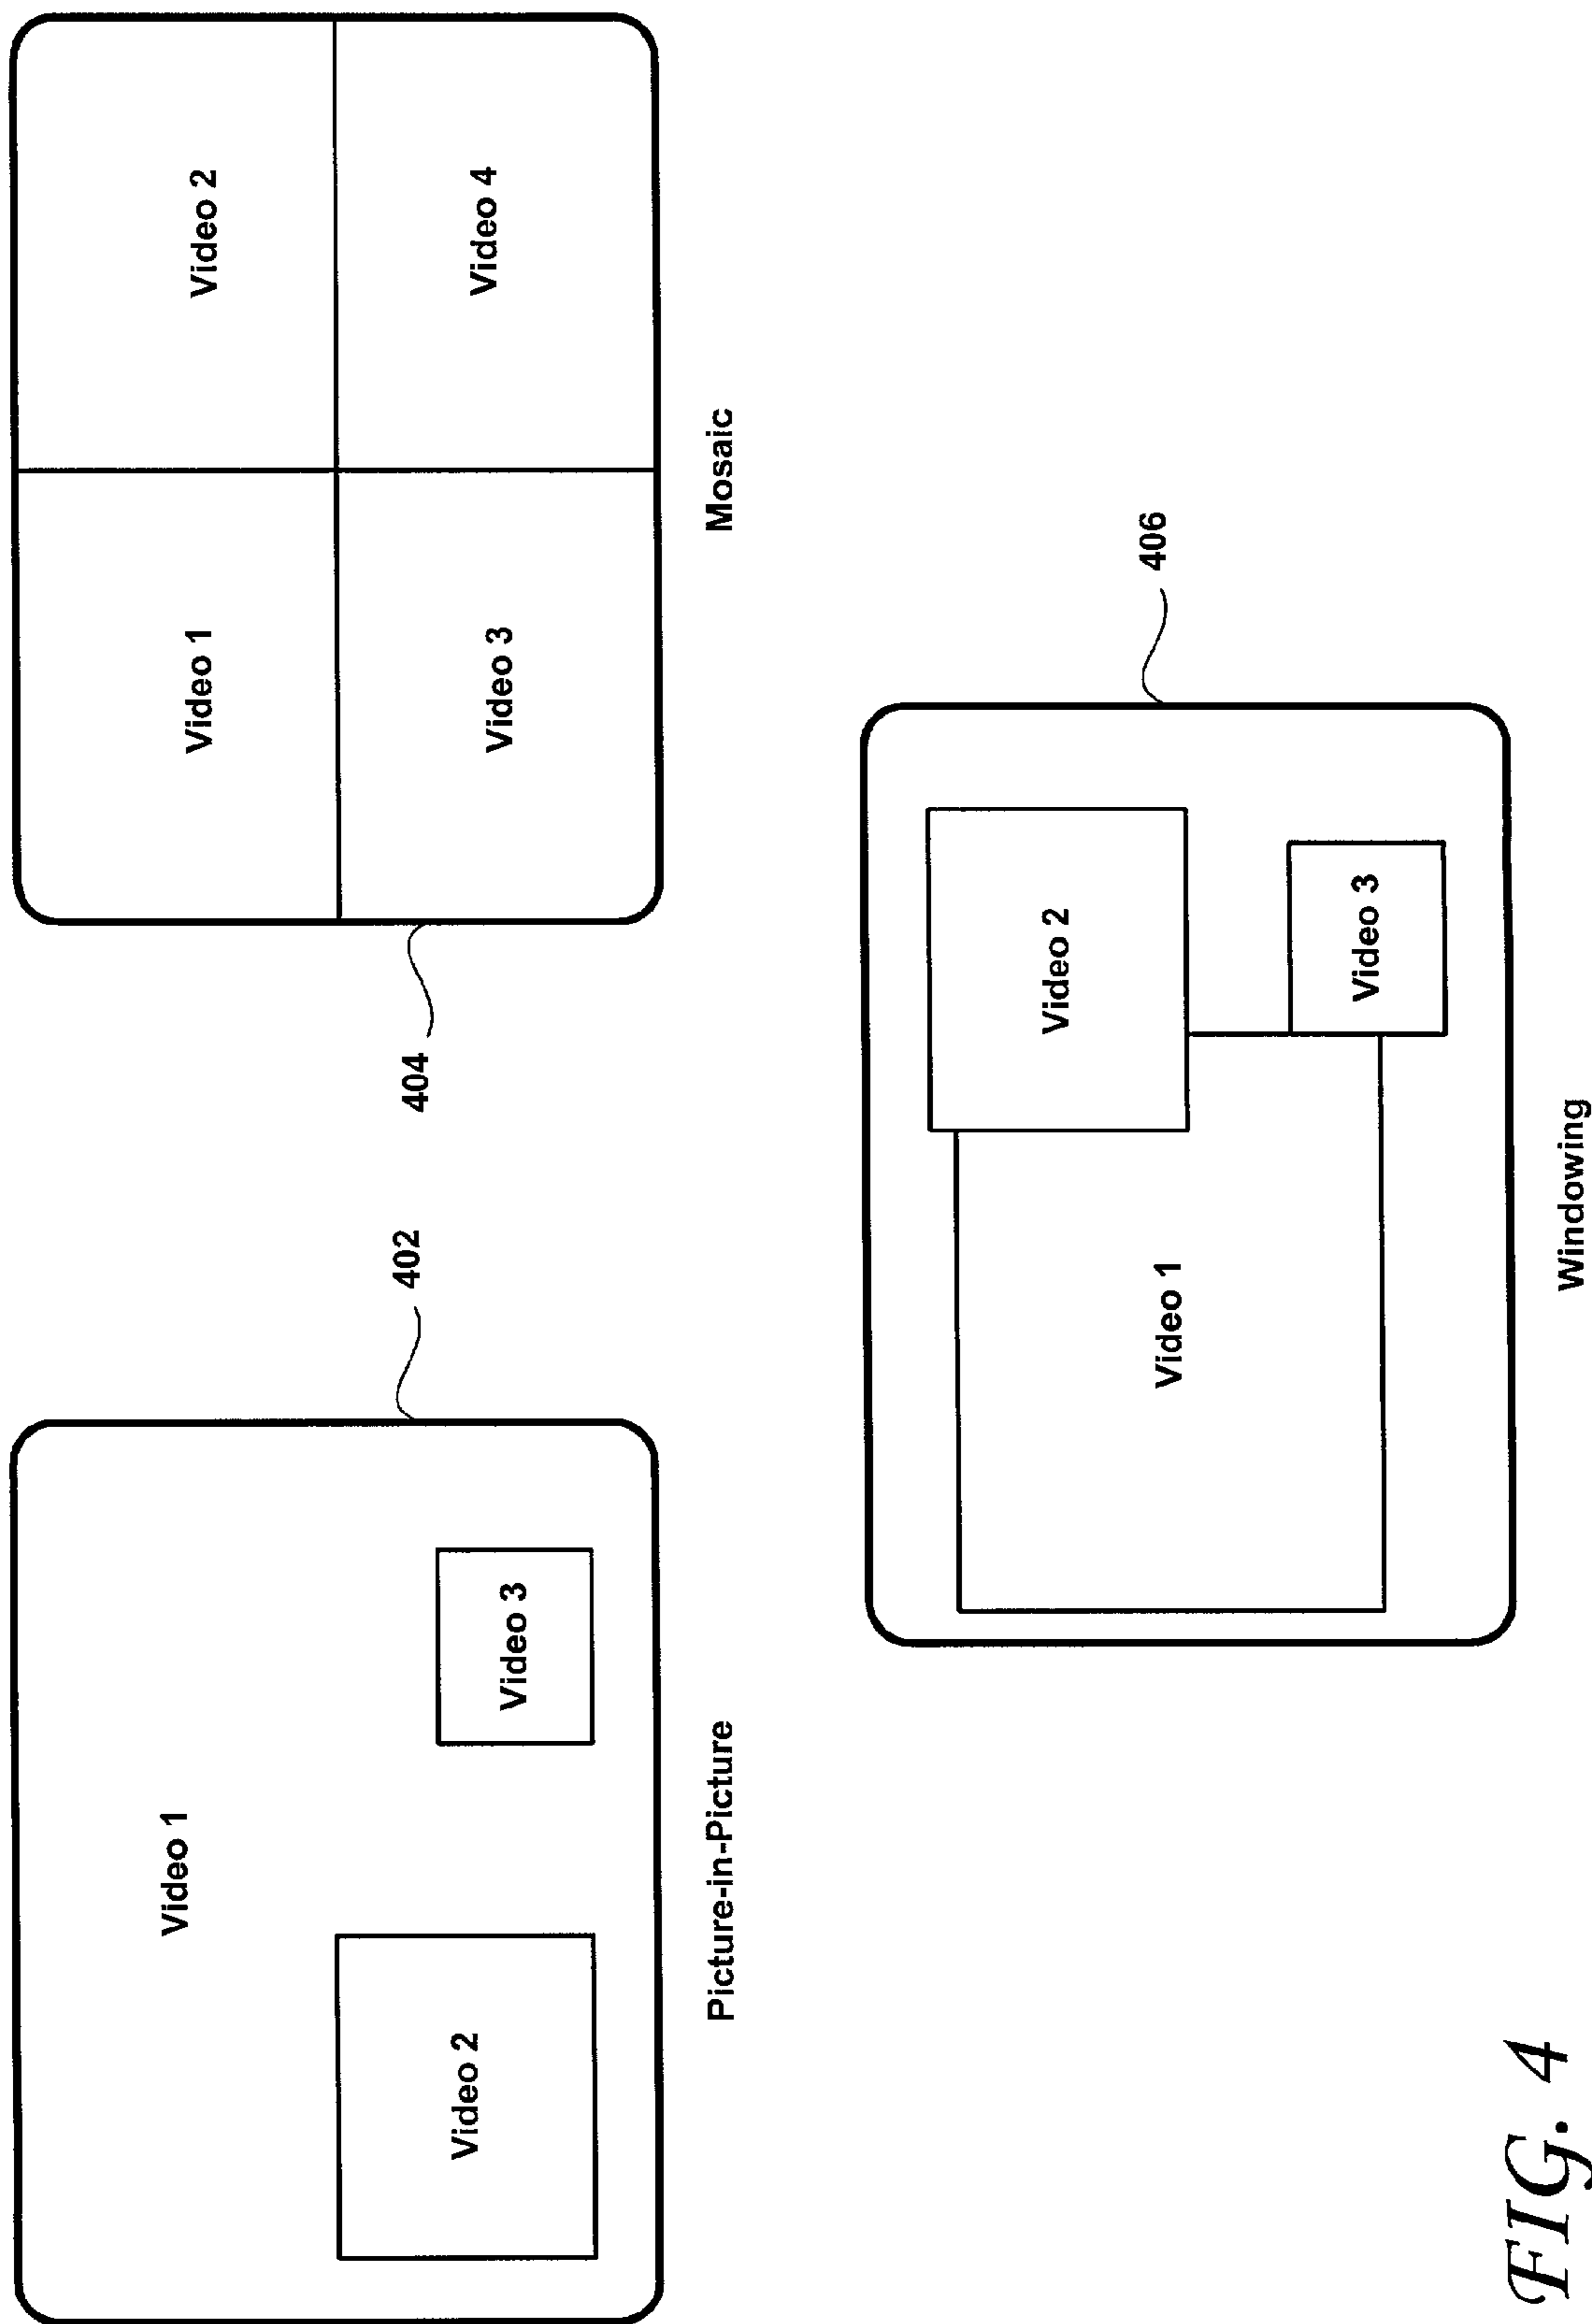 Video 1
Video 2
Video 3
402
Picture-in-Picture
404
Video 1
Video 2
Video 3
Video 4
Mosaic
Video 1
Video 2
Video 3
406
Windowing
FIG. 4